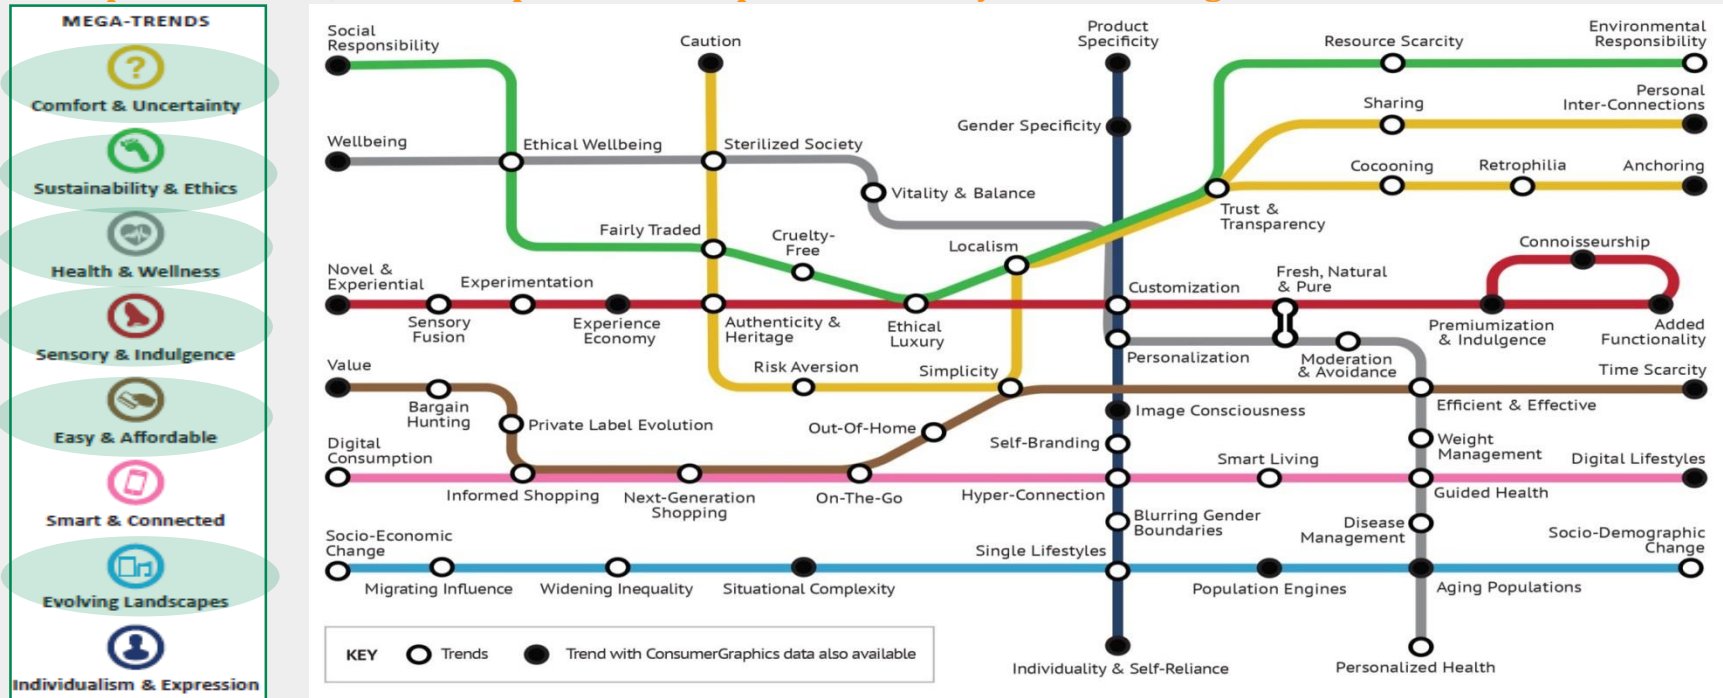 MEGA-TRENDS
Comfort & Uncertainty
Sustainability & Ethics
Health & Wellness
Sensory & Indulgence
Easy & Affordable
Smart & Connected
Evolving Landscapes
Individualism & Expression
Social
Responsibility
Caution
Product
Specificity
Resource Scarcity
Environmental
Responsibility
Gender Specificity
Sharing
Personal
Inter-Connections
Wellbeing
Ethical Wellbeing
Sterilized Society
Vitality & Balance
Cocooning
Retrophilia
Anchoring
Trust &
Transparency
Fairly Traded
Cruelty-
Free
Localism
Connoisseurship
Novel &
Experiential
Experimentation
Sensory
Fusion
Experience
Economy
Authenticity &
Heritage
Ethical
Luxury
Customization
Fresh, Natural
& Pure
Premiumization
& Indulgence
Added
Functionality
Personalization
Moderation
& Avoidance
Value
Risk Aversion
Simplicity
Time Scarcity
Bargain
Hunting
Private Label Evolution
Out-Of-Home
Image Consciousness
Efficient & Effective
Self-Branding
Weight
Management
Digital
Consumption
Informed Shopping
Next-Generation
Shopping
On-The-Go
Hyper-Connection
Smart Living
Guided Health
Digital Lifestyles
Blurring Gender
Boundaries
Disease
Management
Socio-Economic
Change
Migrating Influence
Widening Inequality
Situational Complexity
Single Lifestyles
Population Engines
Aging Populations
Socio-Demographic
Change
Individuality & Self-Reliance
Personalized Health
KEY
Trends
Trend with ConsumerGraphics data also available